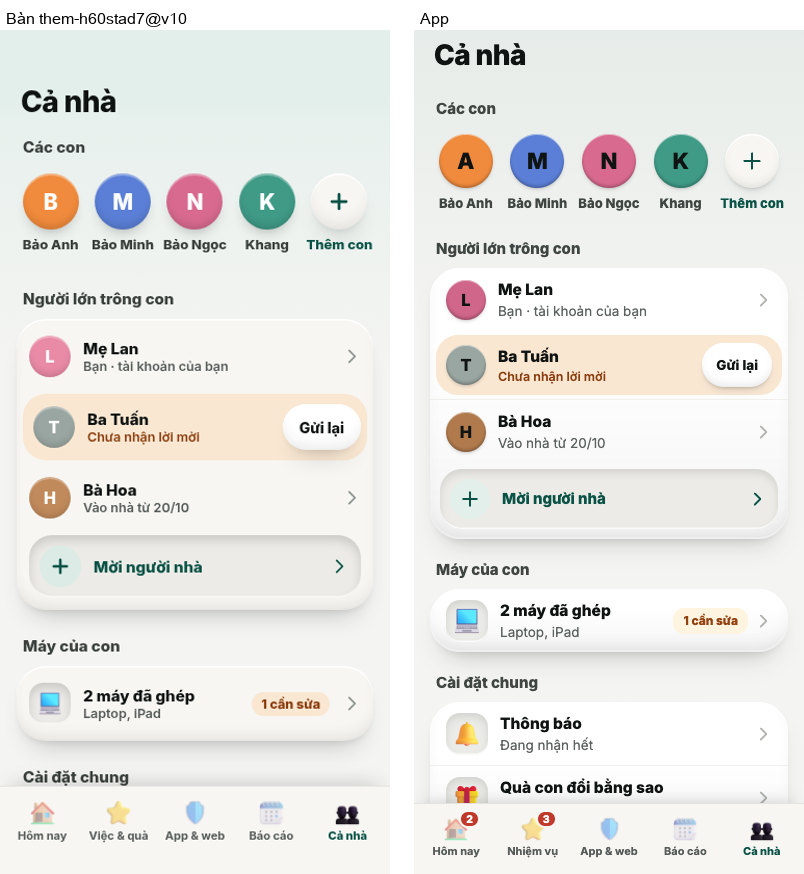 Bản them-h60stad7@v10
Cả nhà
Các con
B M N K +
Bảo Anh Bảo Minh Bảo Ngọc Khang Thêm con
Người lớn trông con
L
Mẹ Lan
Bạn · tài khoản của bạn
T
Ba Tuấn
Chưa nhận lời mời
Gửi lại
H
Bà Hoa
Vào nhà từ 20/10
+ Mời người nhà
Máy của con
2 máy đã ghép
Laptop, iPad
1 cần sửa
Cài đặt chung
Hôm nay Việc & quà App & web Báo cáo Cả nhà
App
Cả nhà
Các con
A M N K +
Bảo Anh Bảo Minh Bảo Ngọc Khang Thêm con
Người lớn trông con
L
Mẹ Lan
Bạn · tài khoản của bạn
T
Ba Tuấn
Chưa nhận lời mời
Gửi lại
H
Bà Hoa
Vào nhà từ 20/10
+ Mời người nhà
Máy của con
2 máy đã ghép
Laptop, iPad
1 cần sửa
Cài đặt chung
Thông báo
Đang nhận hết
Quà con đổi bằng sao
2 3
Hôm nay Nhiệm vụ App & web Báo cáo Cả nhà